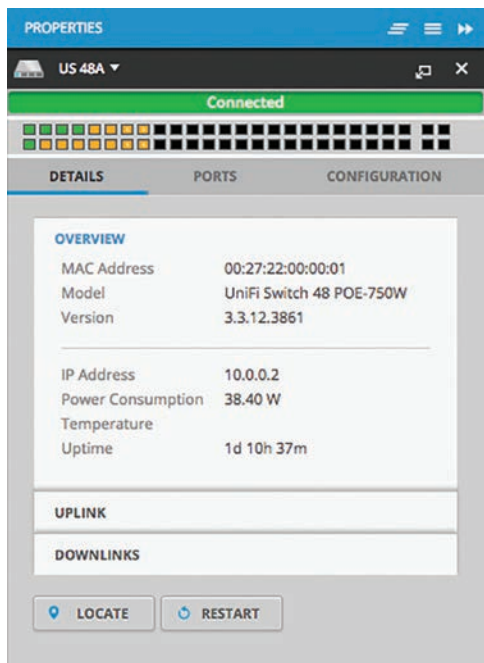 PROPERTIES
US 48A
Connected
DETAILS PORTS CONFIGURATION
OVERVIEW
MAC Address 00:27:22:00:00:01
Model UniFi Switch 48 POE-750W
Version 3.3.12.3861
IP Address 10.0.0.2
Power Consumption 38.40 W
Temperature
Uptime 1d 10h 37m
UPLINK
DOWNLINKS
LOCATE RESTART